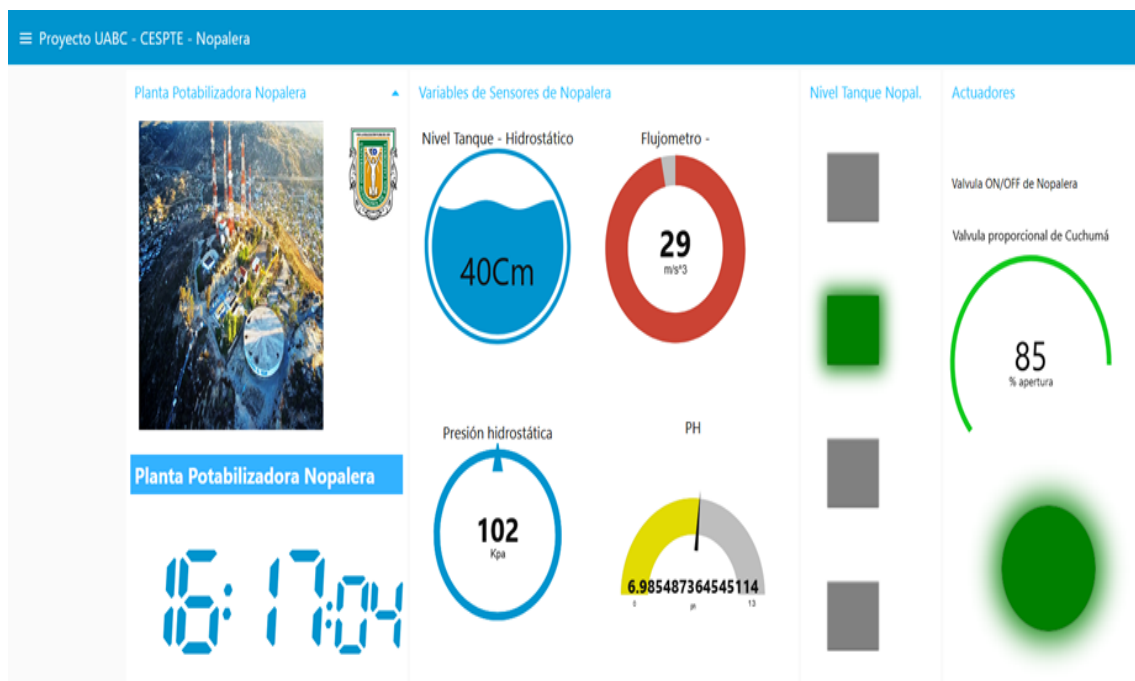 ≡ Proyecto UABC - CESPTE - Nopalera
Planta Potabilizadora Nopalera
Planta Potabilizadora Nopalera
16:17:04
Variables de Sensores de Nopalera
Nivel Tanque - Hidrostático
40Cm
Flujometro -
29
m/s^3
Presión hidrostática
102
Kpa
PH
6.985487364545114
0 ph 13
Nivel Tanque Nopal.
Actuadores
Valvula ON/OFF de Nopalera
Valvula proporcional de Cuchumá
85
% apertura